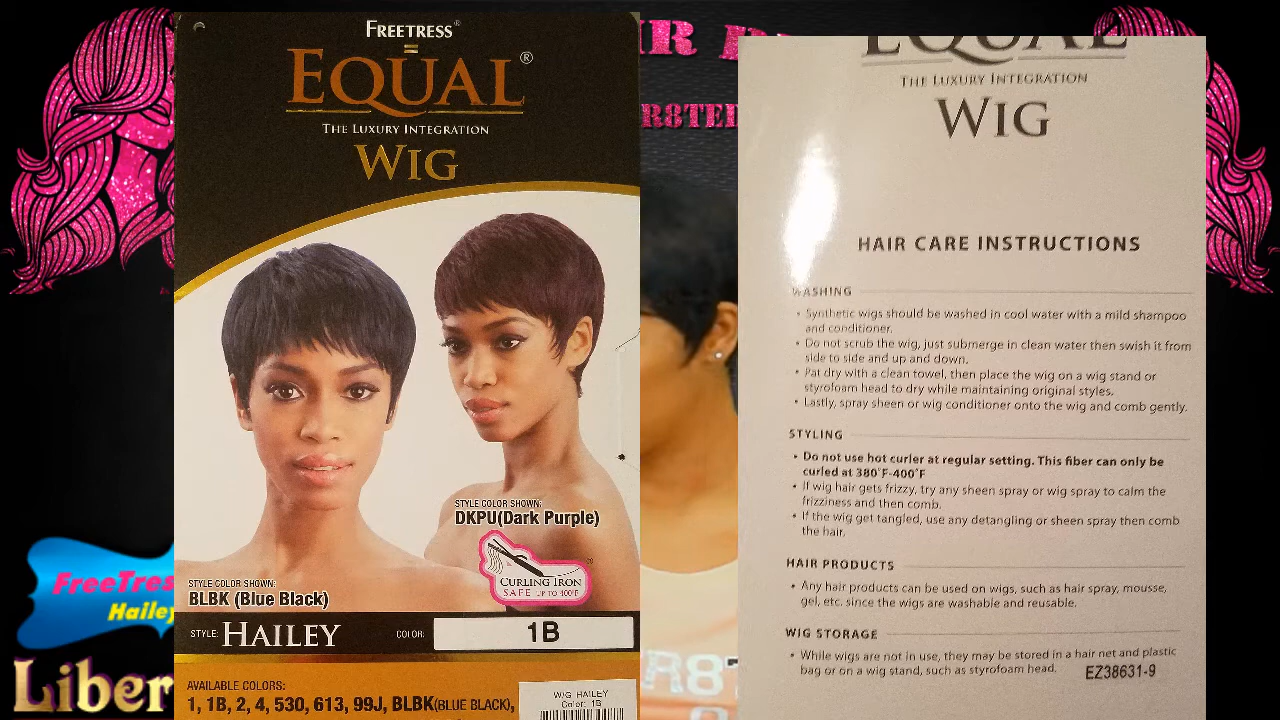 FREETRESS®
EQUAL®
THE LUXURY INTEGRATION
WIG
STYLE COLOR SHOWN:
DKPU(Dark Purple)
CURLING IRON
SAFE UP TO 400°F
STYLE COLOR SHOWN:
BLBK (Blue Black)
STYLE: HAILEY
COLOR: 1B
AVAILABLE COLORS:
1, 1B, 2, 4, 530, 613, 99J, BLBK(BLUE BLACK),
WIG HAILEY
Color: 1B
FreeTres
Hailey
Liber
R8TE
R8T
EQUAL
THE LUXURY INTEGRATION
WIG
HAIR CARE INSTRUCTIONS
WASHING
• Synthetic wigs should be washed in cool water with a mild shampoo
and conditioner.
• Do not scrub the wig, just submerge in clean water then swish it from
side to side and up and down.
• Pat dry with a clean towel, then place the wig on a wig stand or
styrofoam head to dry while maintaining original styles.
• Lastly, spray sheen or wig conditioner onto the wig and comb gently.
STYLING
• Do not use hot curler at regular setting. This fiber can only be
curled at 380°F-400°F
• If wig hair gets frizzy, try any sheen spray or wig spray to calm the
frizziness and then comb.
• If the wig get tangled, use any detangling or sheen spray then comb
the hair.
HAIR PRODUCTS
• Any hair products can be used on wigs, such as hair spray, mousse,
gel, etc. since the wigs are washable and reusable.
WIG STORAGE
• While wigs are not in use, they may be stored in a hair net and plastic
bag or on a wig stand, such as styrofoam head.
EZ38631-9